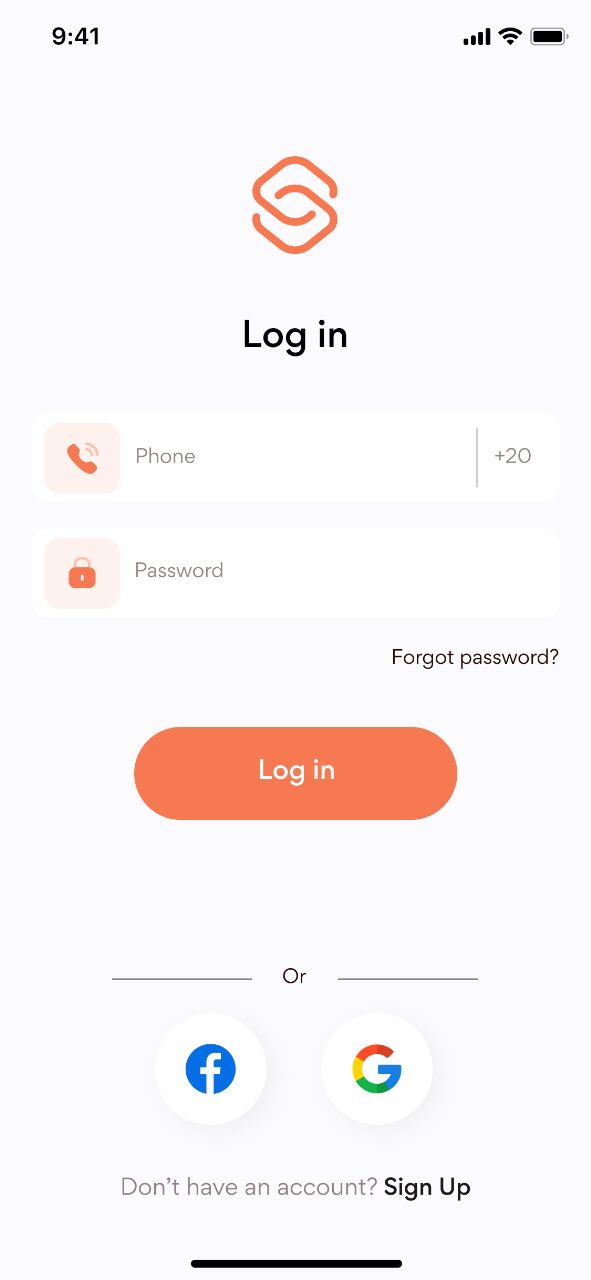 9:41
Log in
Phone +20
Password
Forgot password?
Log in
Or
Don’t have an account? Sign Up